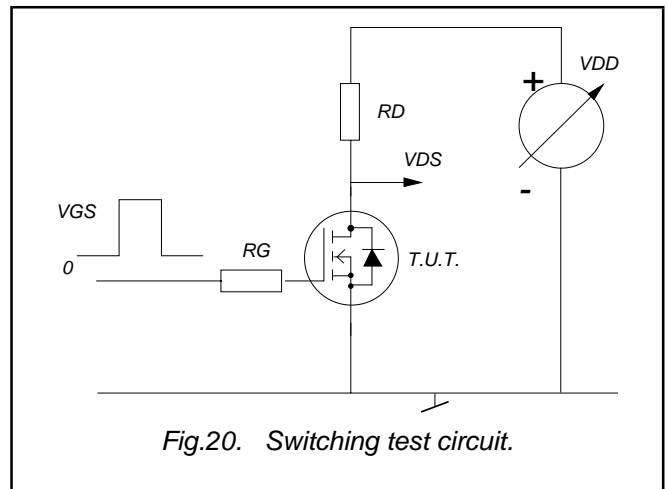 VDD
+
RD
VDS
-
VGS
RG
T.U.T.
0
Fig.20. Switching test circuit.